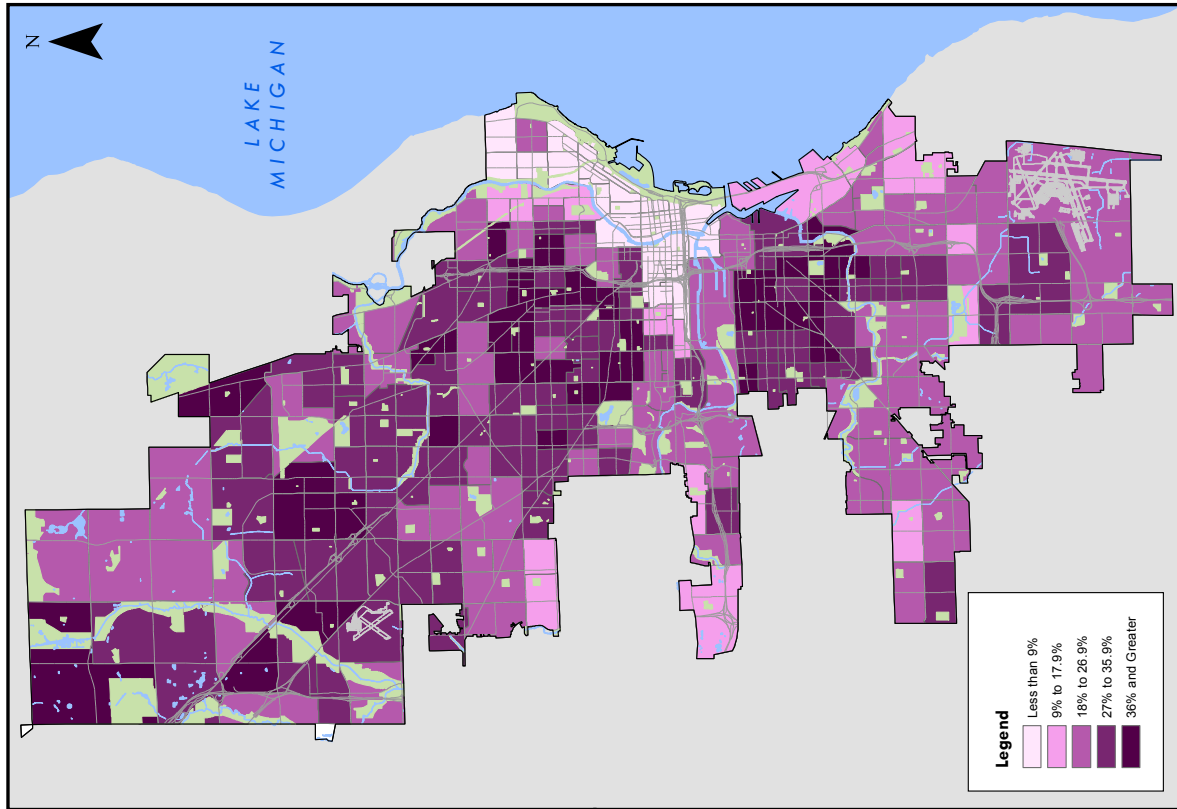 N
LAKE
MICHIGAN
Legend
Less than 9%
9% to 17.9%
18% to 26.9%
27% to 35.9%
36% and Greater